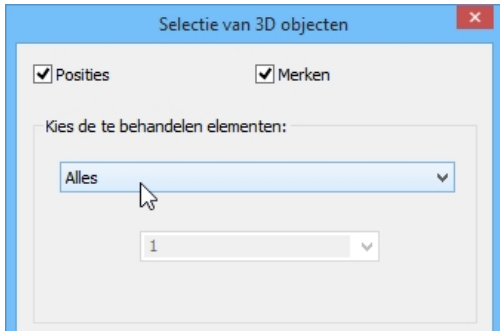 Selectie van 3D objecten
Posities Merken
Kies de te behandelen elementen:
Alles
1